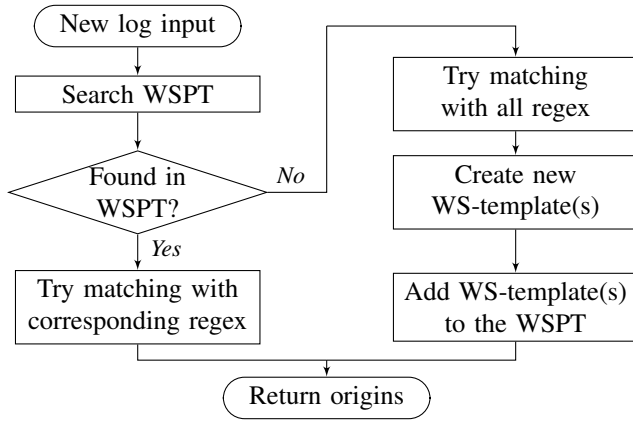 New log input
Search WSPT
Found in
WSPT?
No
Yes
Try matching with
corresponding regex
Try matching
with all regex
Create new
WS-template(s)
Add WS-template(s)
to the WSPT
Return origins